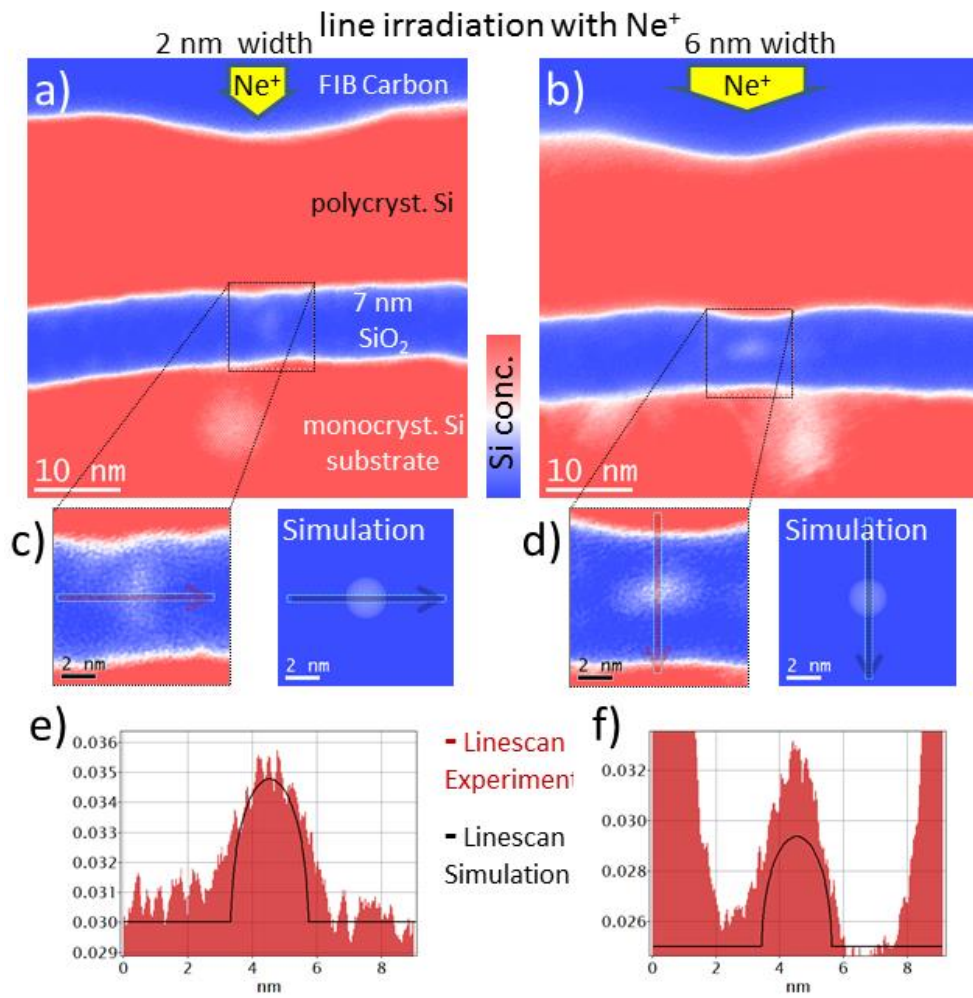 line irradiation with Ne⁺
2 nm width
6 nm width
a)
Ne⁺
FIB Carbon
polycryst. Si
7 nm
SiO₂
monocryst. Si
substrate
10 nm
Si conc.
b)
Ne⁺
10 nm
c)
2 nm
Simulation
2 nm
d)
2 nm
Simulation
2 nm
e)
0.036
0.035
0.034
0.033
0.032
0.031
0.030
0.029
0 2 4 6 8
nm
- Linescan
Experiment
- Linescan
Simulation
f)
0.032
0.030
0.028
0.026
0 2 4 6 8
nm